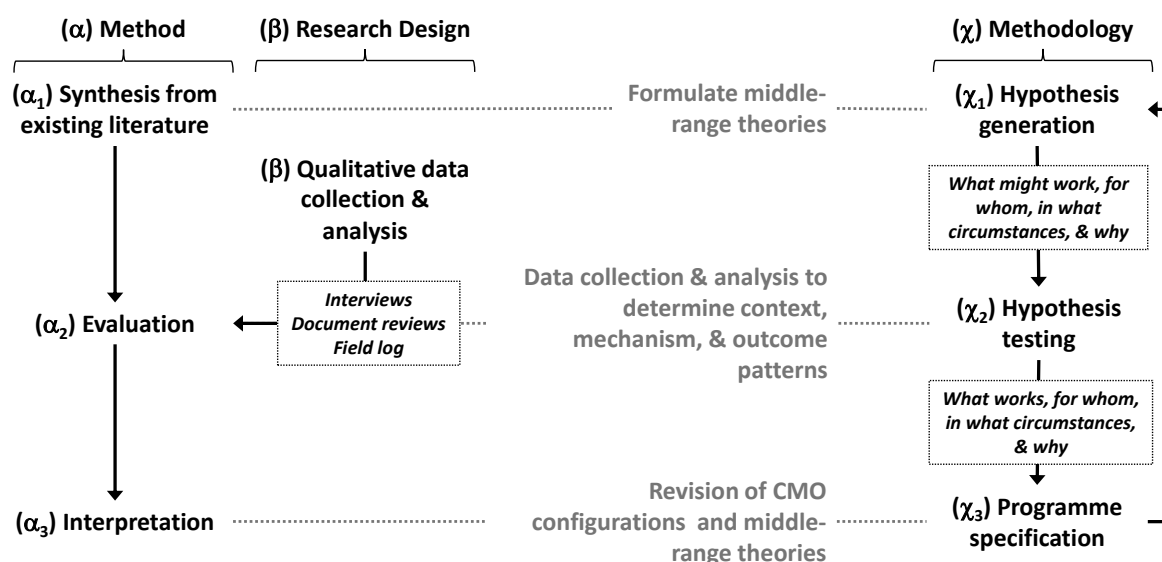 (α) Method
(β) Research Design
(χ) Methodology
(α₁) Synthesis from
existing literature
Formulate middle-
range theories
(χ₁) Hypothesis
generation
(β) Qualitative data
collection &
analysis
What might work, for
whom, in what
circumstances, & why
(α₂) Evaluation
Interviews
Document reviews
Field log
Data collection & analysis to
determine context,
mechanism, & outcome
patterns
(χ₂) Hypothesis
testing
What works, for whom,
in what circumstances,
& why
(α₃) Interpretation
Revision of CMO
configurations and middle-
range theories
(χ₃) Programme
specification